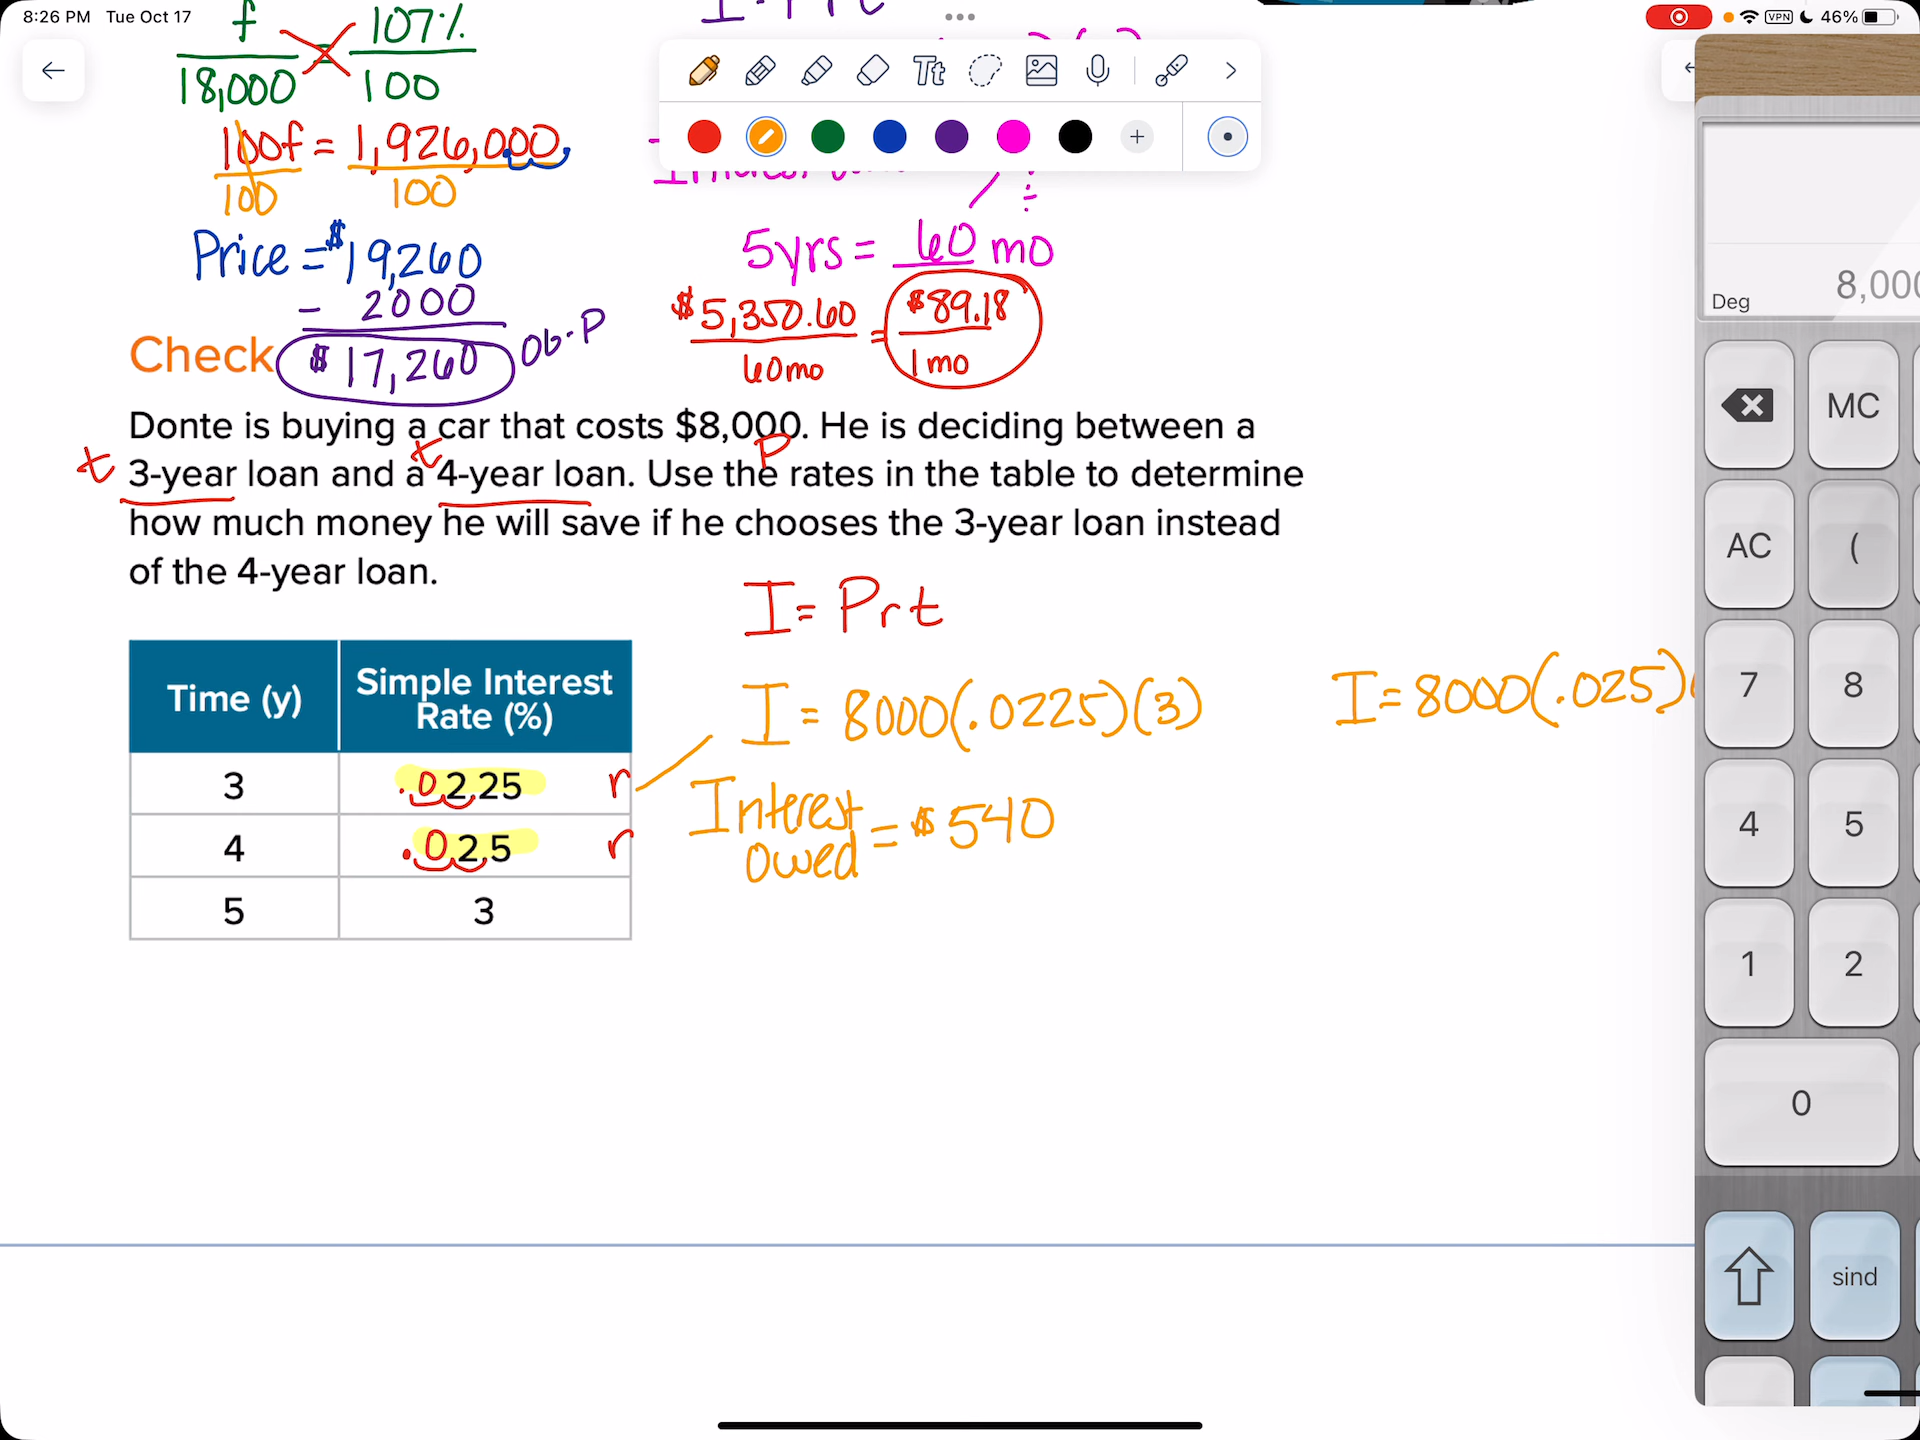 8:26 PM Tue Oct 17
VPN 46%
f 107%
18,000 = 100
100f = 1,926,000
100 100
Price = $19,260
- 2000
$17,260 Ob.P
5yrs = 60 mo
$5,350.60 = $89.18
60mo 1mo
Tt
Check
Donte is buying a car that costs $8,000. He is deciding between a
t t P
3-year loan and a 4-year loan. Use the rates in the table to determine
how much money he will save if he chooses the 3-year loan instead
of the 4-year loan.
I = Prt
Time (y) Simple Interest
Rate (%)
3 .02.25 r
4 .02.5 r
5 3
I = 8000(.0225)(3)
Interest
owed = $540
I = 8000(.025)
Deg 8,000
MC
AC (
7 8
4 5
1 2
0
sind